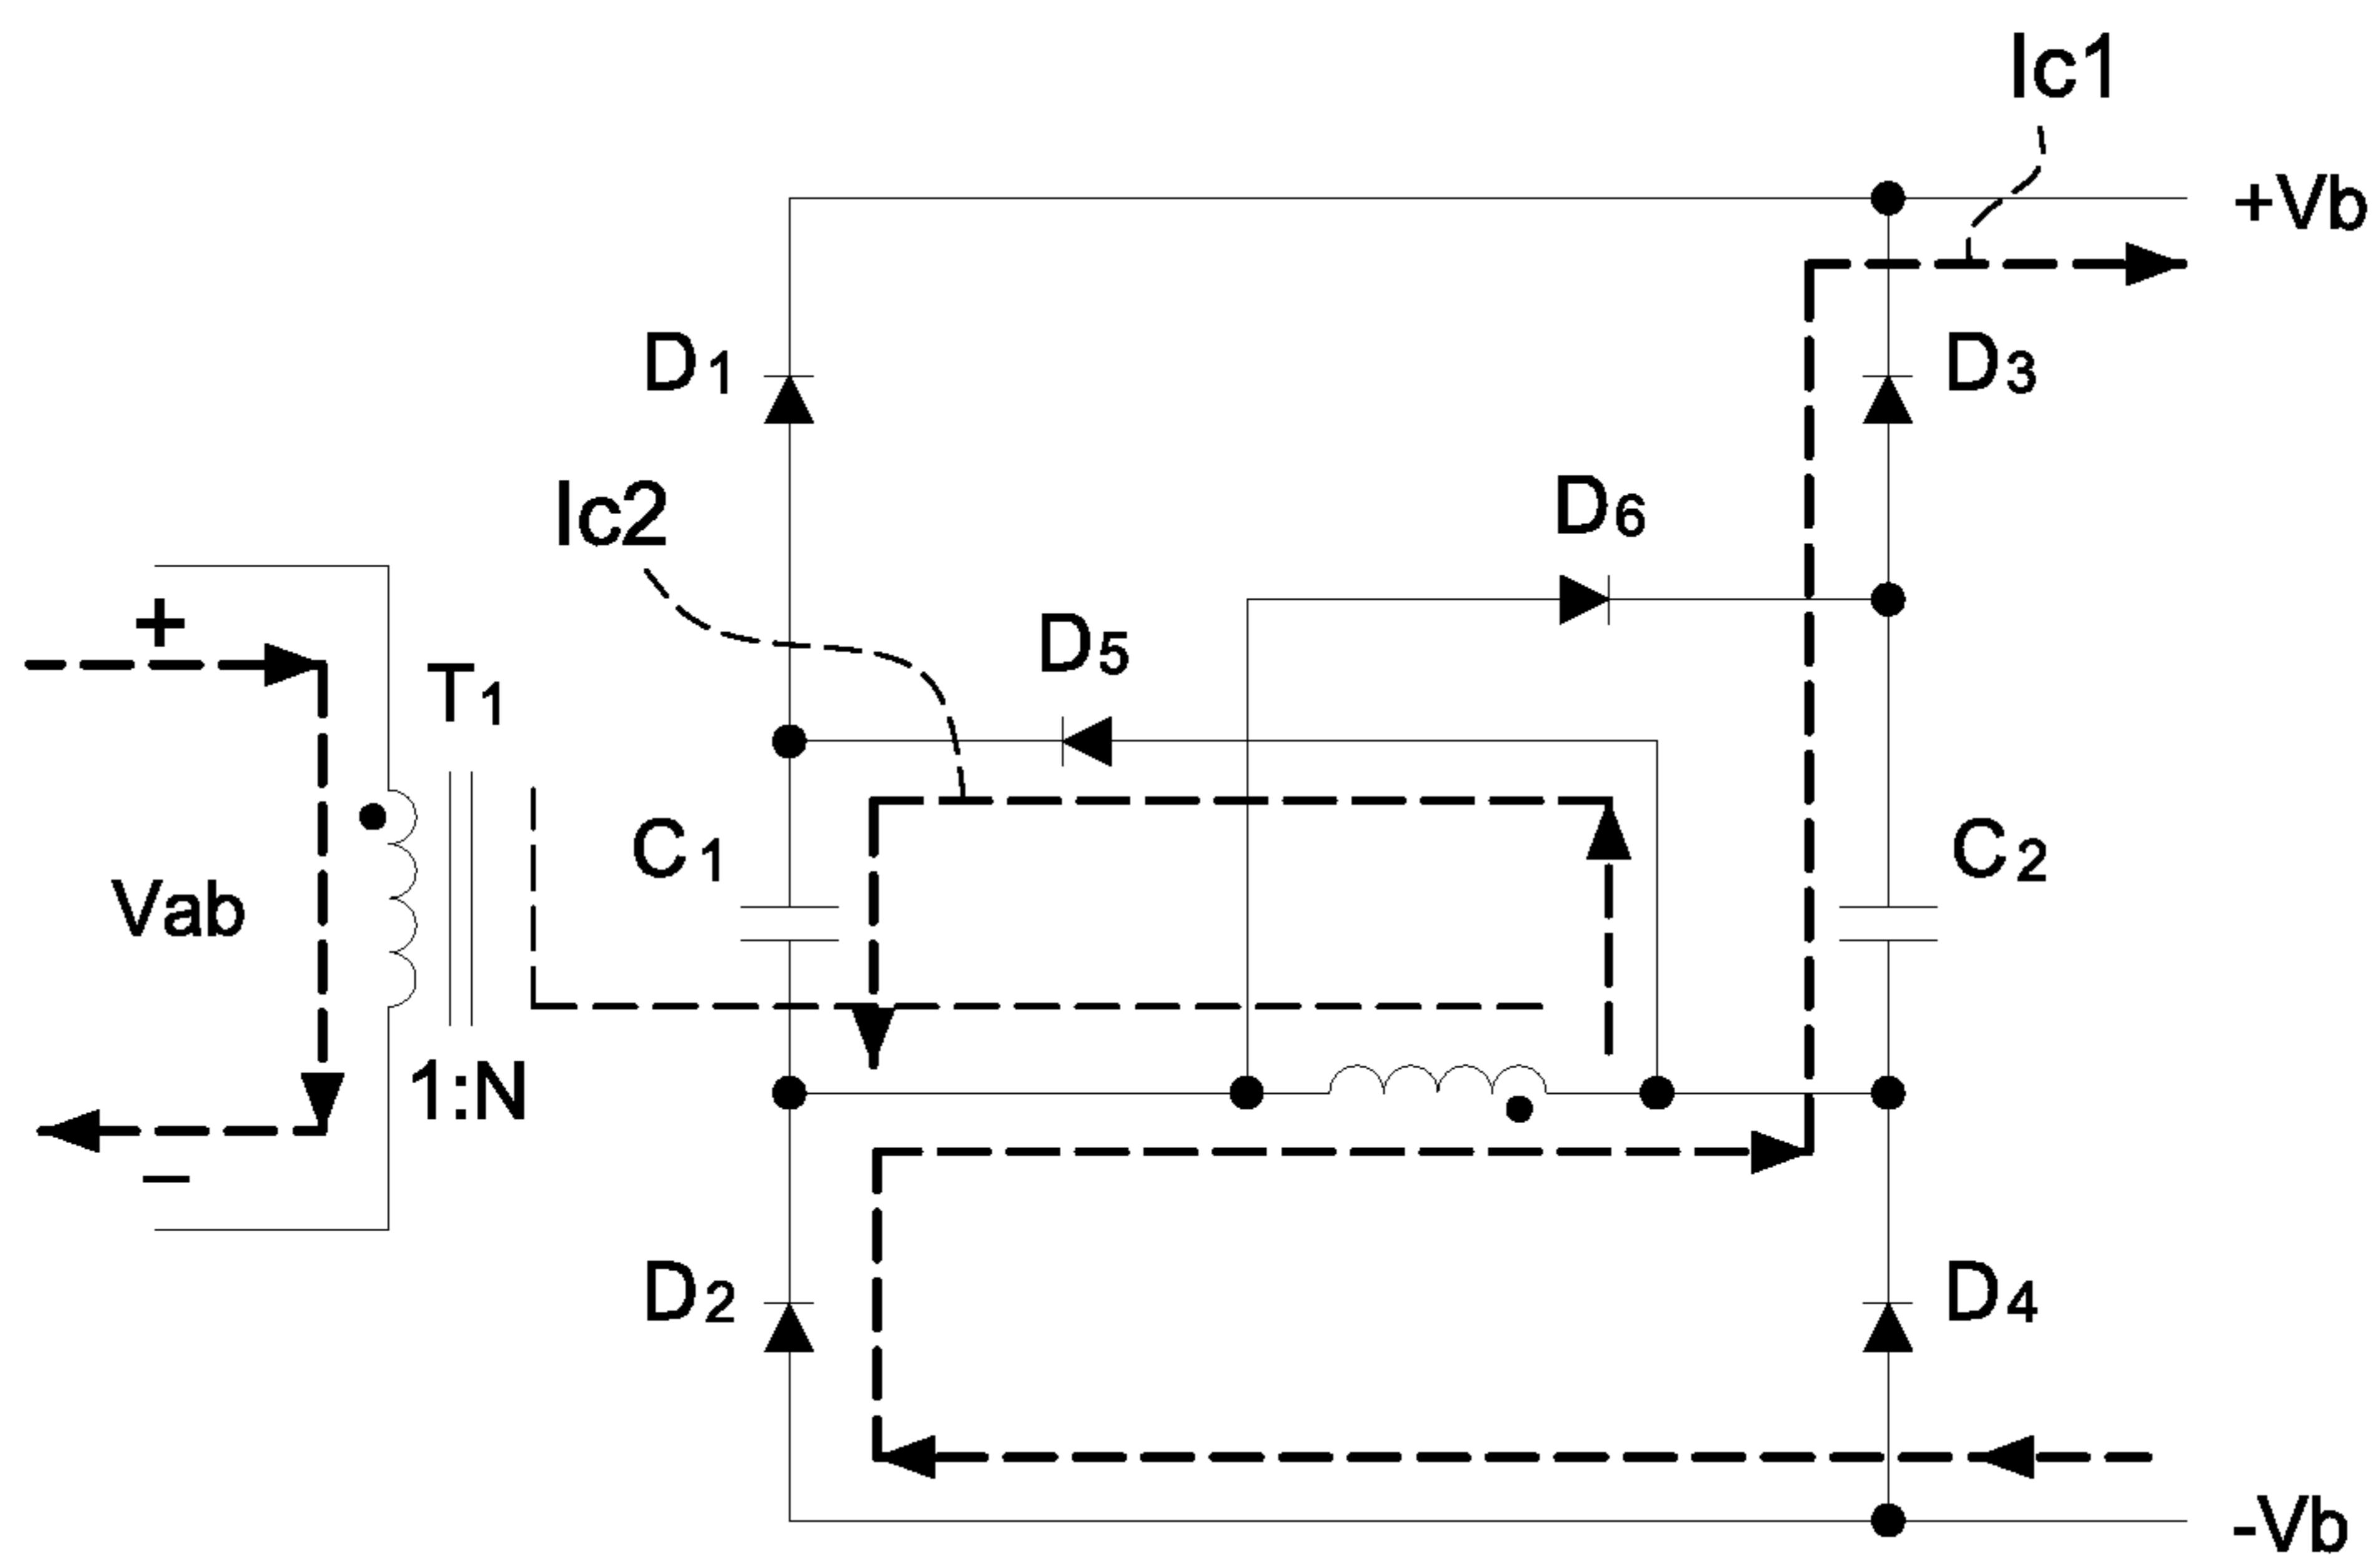 Ic1
+Vb
D1
D3
Ic2
D6
D5
+
T1
C1
C2
Vab
1:N
−
D2
D4
-Vb